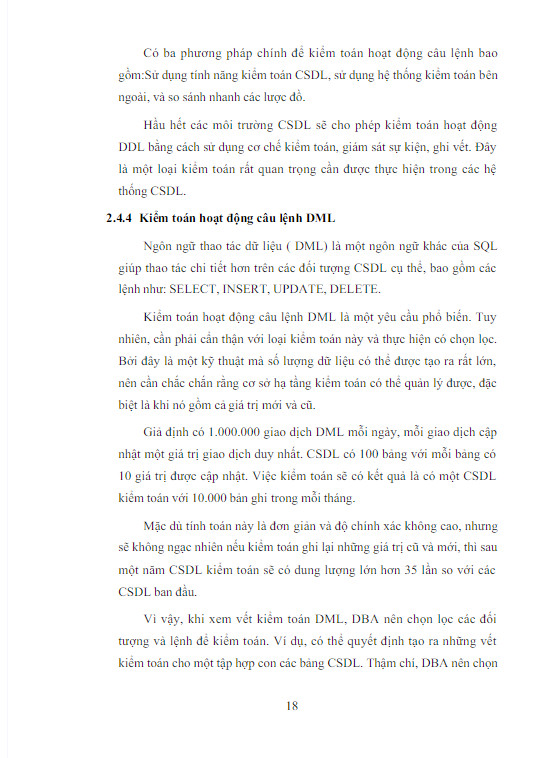 Có ba phương pháp chính để kiểm toán hoạt động câu lệnh bao
gồm:Sử dụng tính năng kiểm toán CSDL, sử dụng hệ thống kiểm toán bên
ngoài, và so sánh nhanh các lược đồ.
Hầu hết các môi trường CSDL sẽ cho phép kiểm toán hoạt động
DDL bằng cách sử dụng cơ chế kiểm toán, giám sát sự kiện, ghi vết. Đây
là một loại kiểm toán rất quan trọng cần được thực hiện trong các hệ
thống CSDL.
2.4.4 Kiểm toán hoạt động câu lệnh DML
Ngôn ngữ thao tác dữ liệu ( DML) là một ngôn ngữ khác của SQL
giúp thao tác chi tiết hơn trên các đối tượng CSDL cụ thể, bao gồm các
lệnh như: SELECT, INSERT, UPDATE, DELETE.
Kiểm toán hoạt động câu lệnh DML là một yêu cầu phổ biến. Tuy
nhiên, cần phải cẩn thận với loại kiểm toán này và thực hiện có chọn lọc.
Bởi đây là một kỹ thuật mà số lượng dữ liệu có thể được tạo ra rất lớn,
nên cần chắc chắn rằng cơ sở hạ tầng kiểm toán có thể quản lý được, đặc
biệt là khi nó gồm cả giá trị mới và cũ.
Giả định có 1.000.000 giao dịch DML mỗi ngày, mỗi giao dịch cập
nhật một giá trị giao dịch duy nhất. CSDL có 100 bảng với mỗi bảng có
10 giá trị được cập nhật. Việc kiểm toán sẽ có kết quả là có một CSDL
kiểm toán với 10.000 bản ghi trong mỗi tháng.
Mặc dù tính toán này là đơn giản và độ chính xác không cao, nhưng
sẽ không ngạc nhiên nếu kiểm toán ghi lại những giá trị cũ và mới, thì sau
một năm CSDL kiểm toán sẽ có dung lượng lớn hơn 35 lần so với các
CSDL ban đầu.
Vì vậy, khi xem vết kiểm toán DML, DBA nên chọn lọc các đối
tượng và lệnh để kiểm toán. Ví dụ, có thể quyết định tạo ra những vết
kiểm toán cho một tập hợp con các bảng CSDL. Thậm chí, DBA nên chọn
18